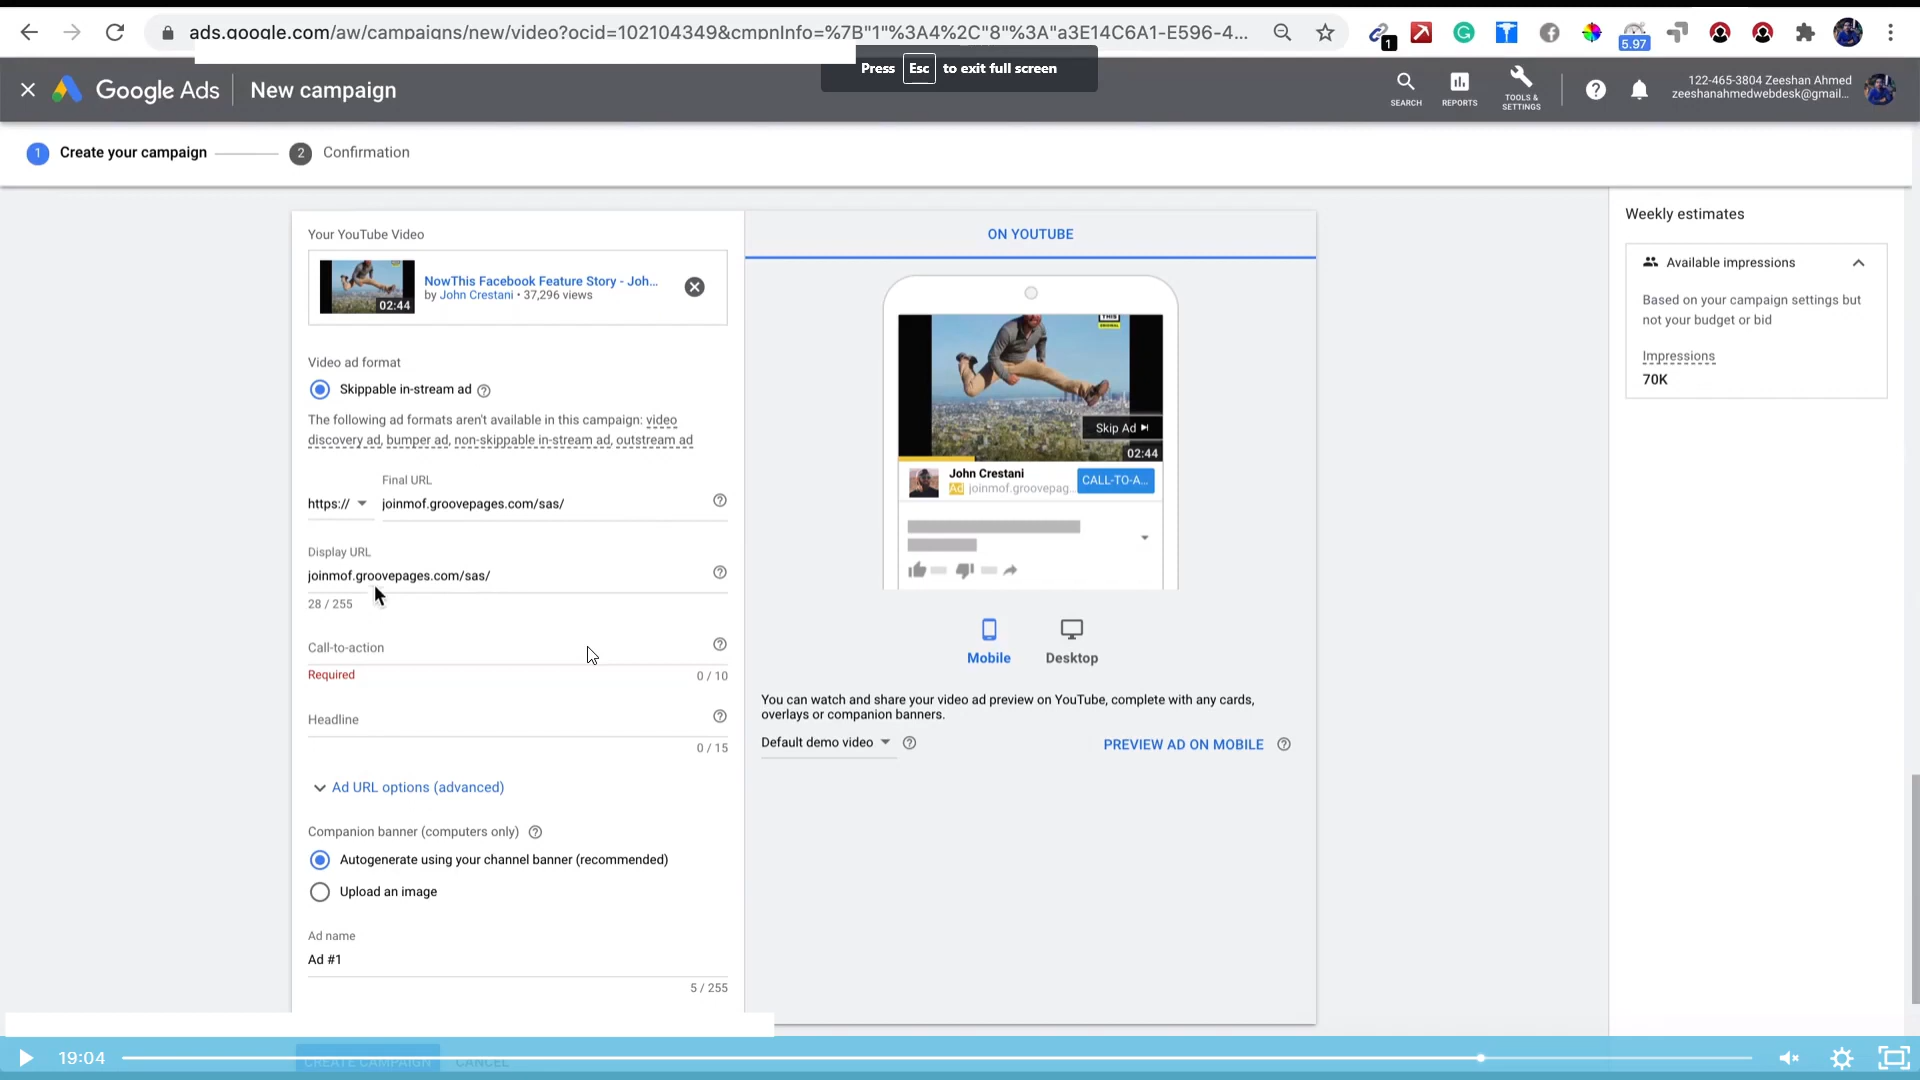 ads.google.com/aw/campaigns/new/video?ocid=102104349&cmpnInfo=%7B"1"%3A4%2C"8"%3A"a3E14C6A1-E596-4...
1
5.97
Press Esc to exit full screen
Google Ads
New campaign
SEARCH
REPORTS
TOOLS &
SETTINGS
122-465-3804 Zeeshan Ahmed
zeeshanahmedwebdesk@gmail...
1 Create your campaign
2 Confirmation
Your YouTube Video
02:44
NowThis Facebook Feature Story - Joh...
by John Crestani • 37,296 views
Video ad format
Skippable in-stream ad
The following ad formats aren't available in this campaign: video
discovery ad, bumper ad, non-skippable in-stream ad, outstream ad
Final URL
https://
joinmof.groovepages.com/sas/
Display URL
joinmof.groovepages.com/sas/
28 / 255
Call-to-action
Required
0 / 10
Headline
0 / 15
Ad URL options (advanced)
Companion banner (computers only)
Autogenerate using your channel banner (recommended)
Upload an image
Ad name
Ad #1
5 / 255
CREATE CAMPAIGN
CANCEL
ON YOUTUBE
THIS
ORIGINAL
Skip Ad
02:44
John Crestani
Ad joinmof.groovepag...
CALL-TO-A...
Mobile
Desktop
You can watch and share your video ad preview on YouTube, complete with any cards,
overlays or companion banners.
Default demo video
PREVIEW AD ON MOBILE
Weekly estimates
Available impressions
Based on your campaign settings but
not your budget or bid
Impressions
70K
19:04